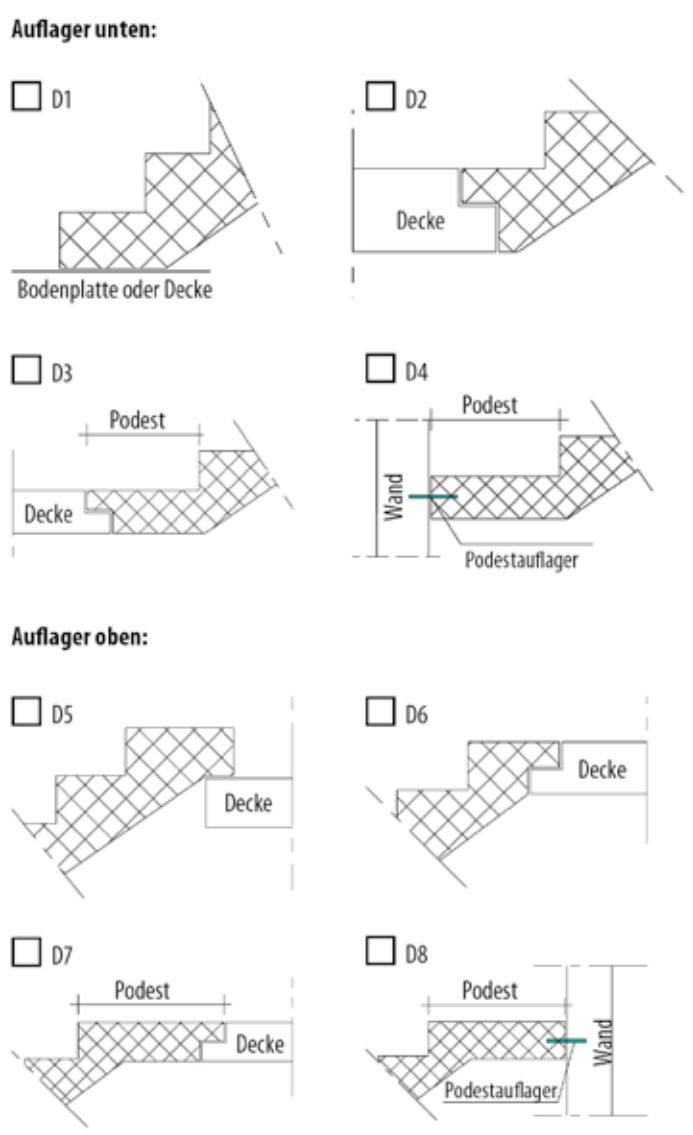 Auflager unten:
D1
D2
Decke
Bodenplatte oder Decke
D3
D4
Podest
Podest
Decke
Wand
Podestauflager
Auflager oben:
D5
D6
Decke
Decke
D7
D8
Podest
Podest
Decke
Wand
Podestauflager